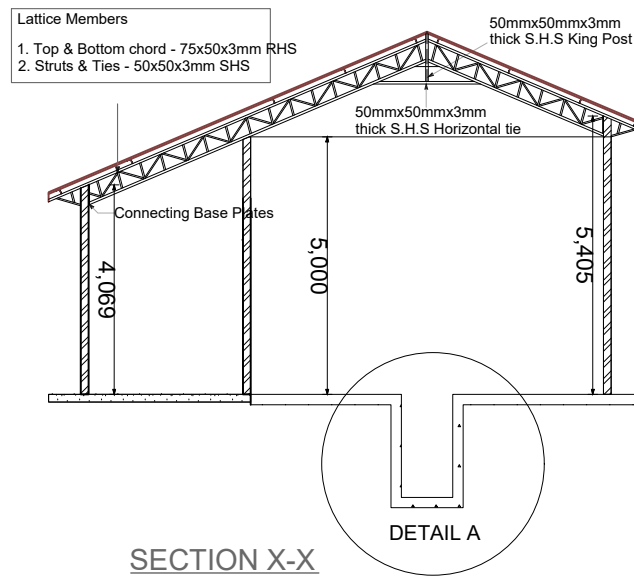 Lattice Members
1. Top & Bottom chord - 75x50x3mm RHS
2. Struts & Ties - 50x50x3mm SHS
50mmx50mmx3mm
thick S.H.S King Post
50mmx50mmx3mm
thick S.H.S Horizontal tie
Connecting Base Plates
4,069
5,000
5,405
DETAIL A
SECTION X-X